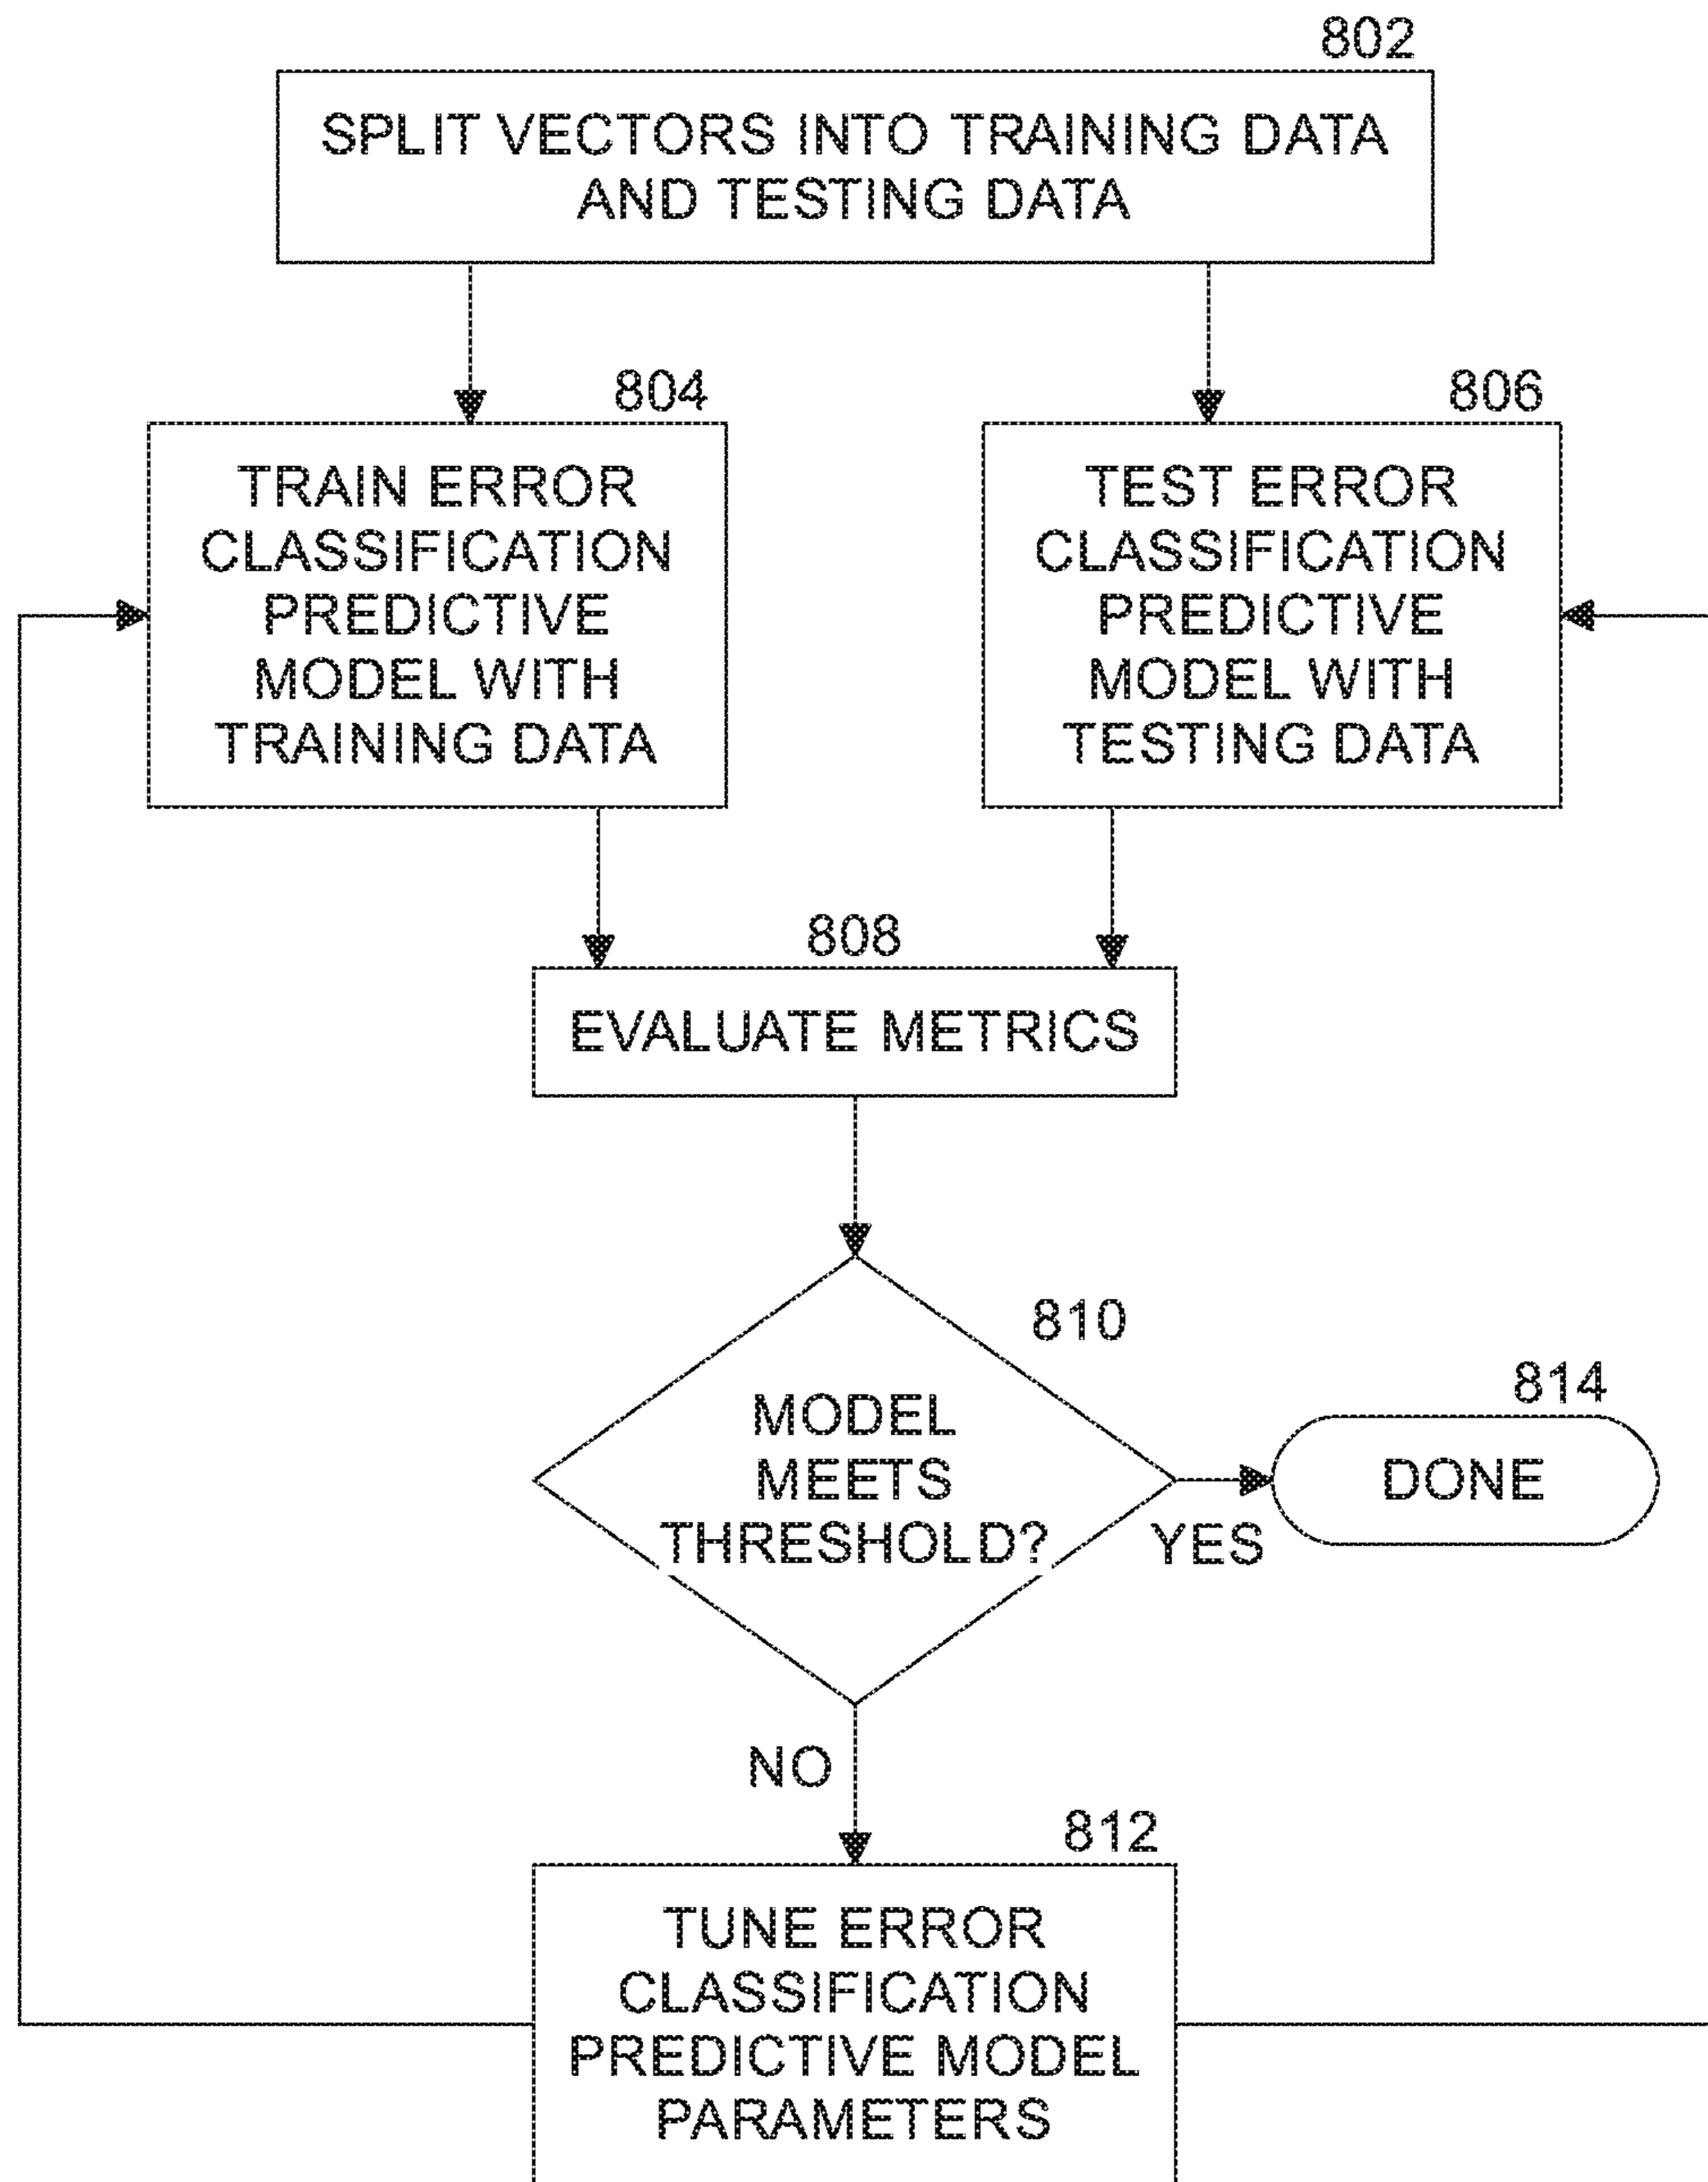 802
SPLIT VECTORS INTO TRAINING DATA
AND TESTING DATA
804
TRAIN ERROR
CLASSIFICATION
PREDICTIVE
MODEL WITH
TRAINING DATA
806
TEST ERROR
CLASSIFICATION
PREDICTIVE
MODEL WITH
TESTING DATA
808
EVALUATE METRICS
810
MODEL
MEETS
THRESHOLD?
YES
814
DONE
NO
812
TUNE ERROR
CLASSIFICATION
PREDICTIVE MODEL
PARAMETERS